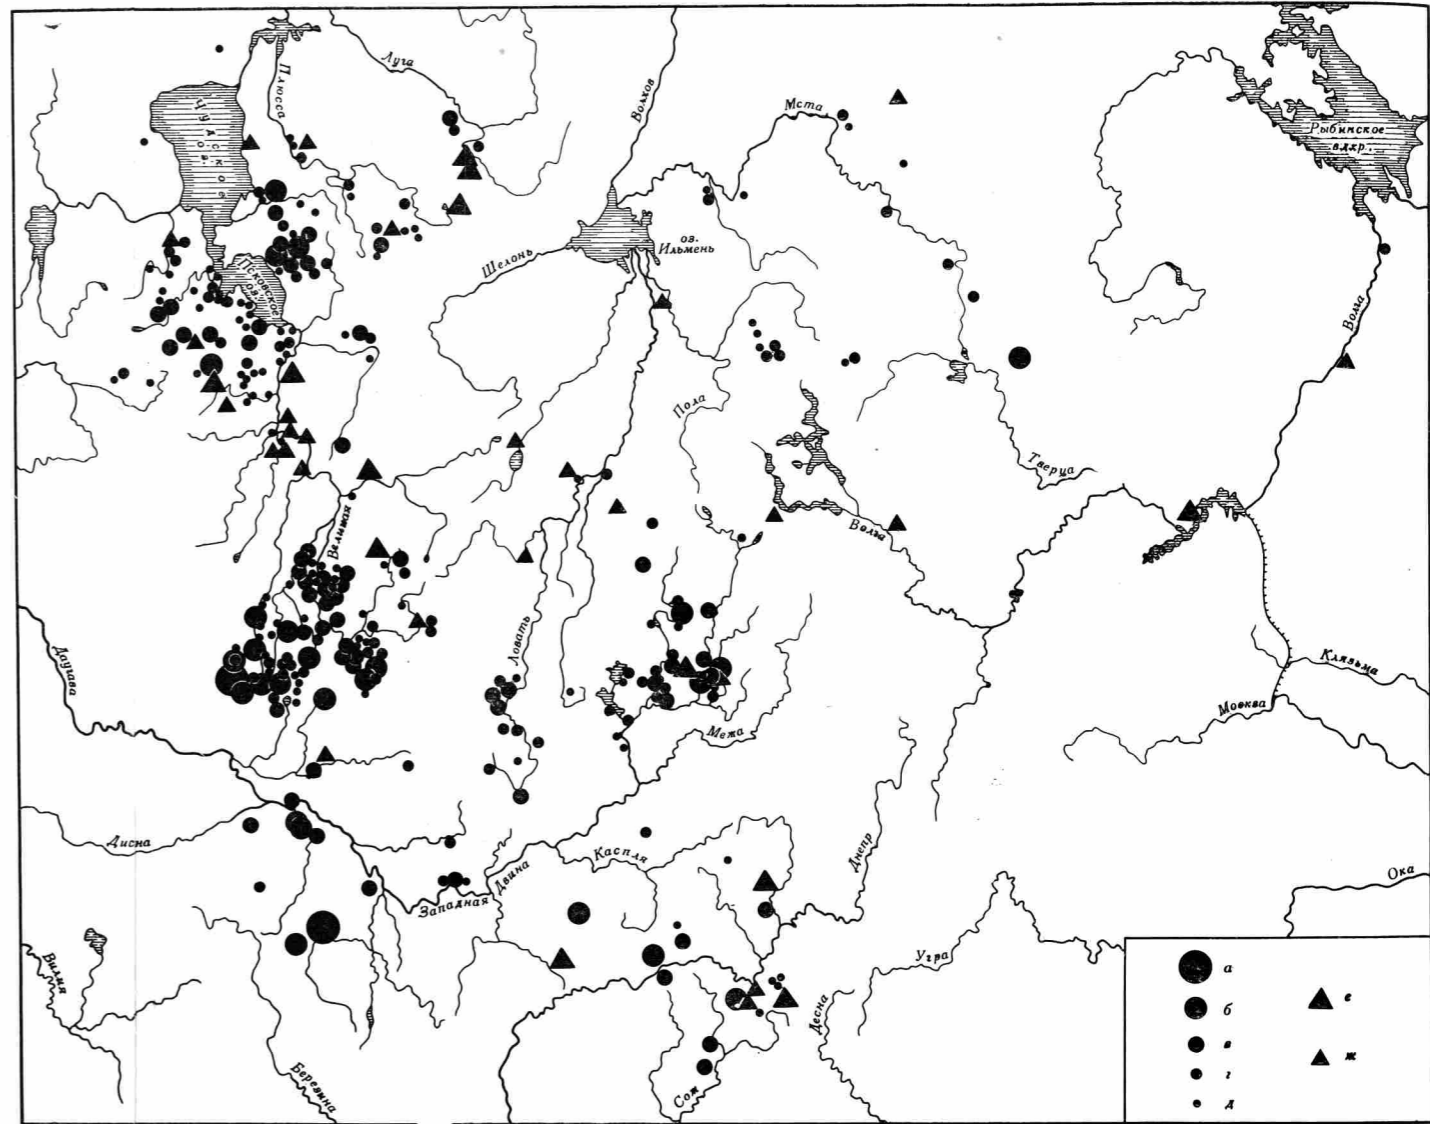 Чудское оз.
Плюсса
Луга
Волхов
Мста
Рыбинское
вдхр.
Псковское
оз.
Шелонь
оз.
Ильмень
Волга
Пола
Тверца
Великая
Волга
Ловать
Даугава
Межа
Клязьма
Москва
Дисна
Каспля
Днепр
Западная Двина
Ока
Вилия
Угра
Десна
Березина
Сож
а
б
в
г
д
е
ж